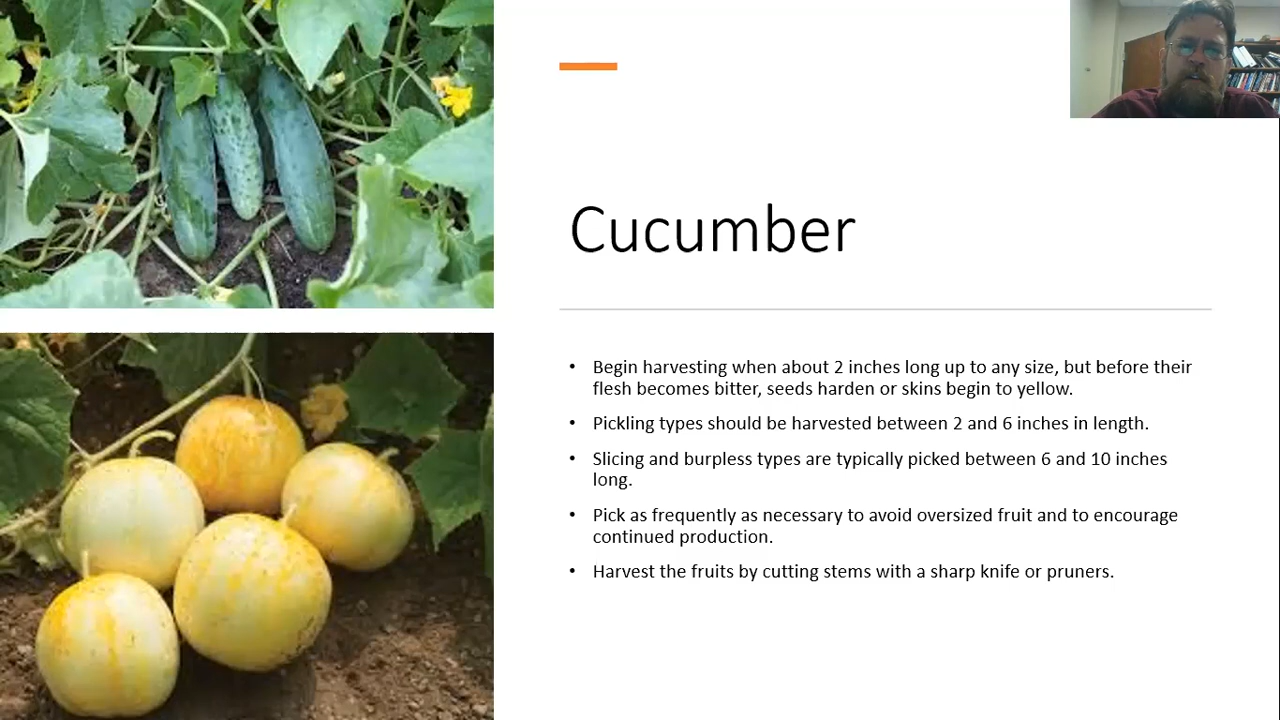 Cucumber
• Begin harvesting when about 2 inches long up to any size, but before their
flesh becomes bitter, seeds harden or skins begin to yellow.
• Pickling types should be harvested between 2 and 6 inches in length.
• Slicing and burpless types are typically picked between 6 and 10 inches
long.
• Pick as frequently as necessary to avoid oversized fruit and to encourage
continued production.
• Harvest the fruits by cutting stems with a sharp knife or pruners.